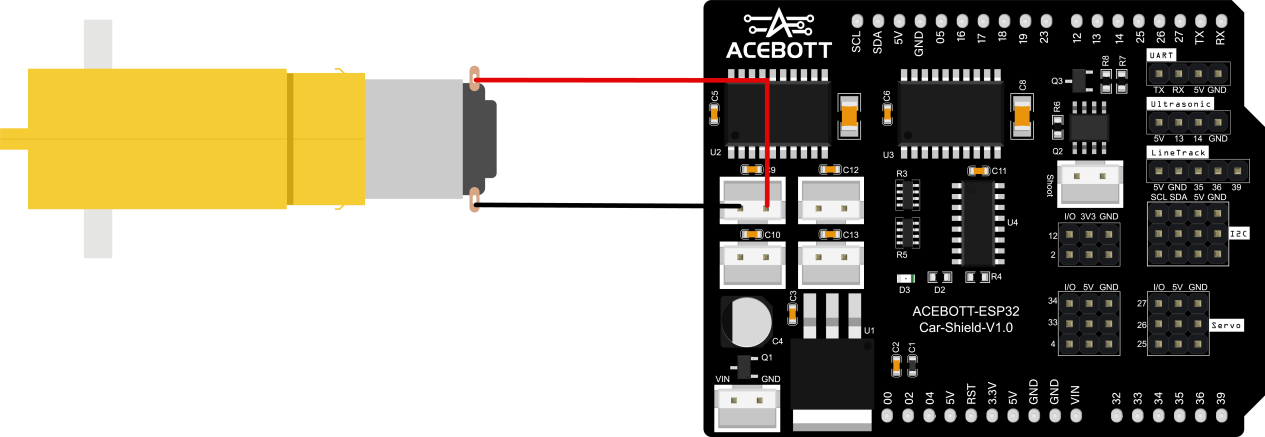 ACEBOTT
SCL SDA 5V GND 05 16 17 18 19 23 12 13 14 25 26 27 TX RX
UART
TX RX 5V GND
Ultrasonic
5V 13 14 GND
LineTrack
5V GND 35 36 39
SCL SDA 5V GND
I2C
C5
U2
C6
C8
U3
Q3
R8
R7
R6
Q2
Shoot
C9
C12
C10
C13
R3
R5
C11
U4
D3
D2
R4
I/O 3V3 GND
12
2
I/O 5V GND
34
33
4
I/O 5V GND
27
26
25
Servo
C3
C4
U1
Q1
VIN GND
C2
C1
ACEBOTT-ESP32
Car-Shield-V1.0
00 02 04 5V RST 3.3V 5V GND GND VIN 32 33 34 35 36 39